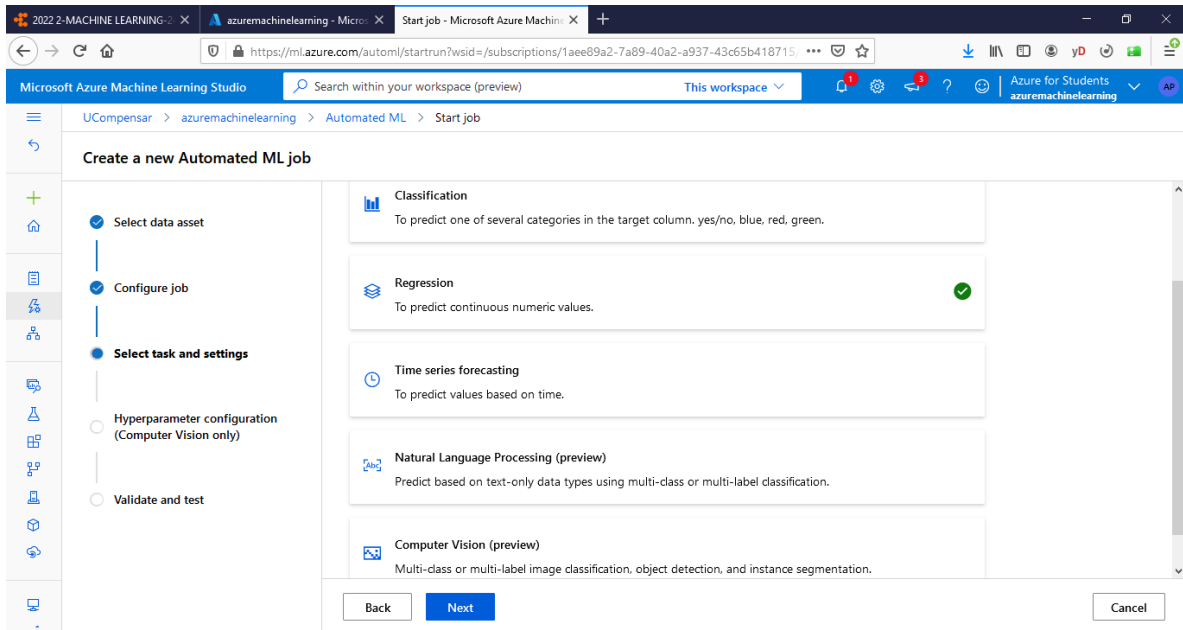 2022 2-MACHINE LEARNING-2
azuremachinelearning - Micros
Start job - Microsoft Azure Machine
https://ml.azure.com/automl/startrun?wsid=/subscriptions/1aee89a2-7a89-40a2-a937-43c65b418715/
yD
Microsoft Azure Machine Learning Studio
Search within your workspace (preview)
This workspace
1
3
?
Azure for Students
azuremachinelearning
AP
UCompensar > azuremachinelearning > Automated ML > Start job
Create a new Automated ML job
Select data asset
Configure job
Select task and settings
Hyperparameter configuration
(Computer Vision only)
Validate and test
Classification
To predict one of several categories in the target column. yes/no, blue, red, green.
Regression
To predict continuous numeric values.
Time series forecasting
To predict values based on time.
Abc
Natural Language Processing (preview)
Predict based on text-only data types using multi-class or multi-label classification.
Computer Vision (preview)
Multi-class or multi-label image classification, object detection, and instance segmentation.
Back
Next
Cancel